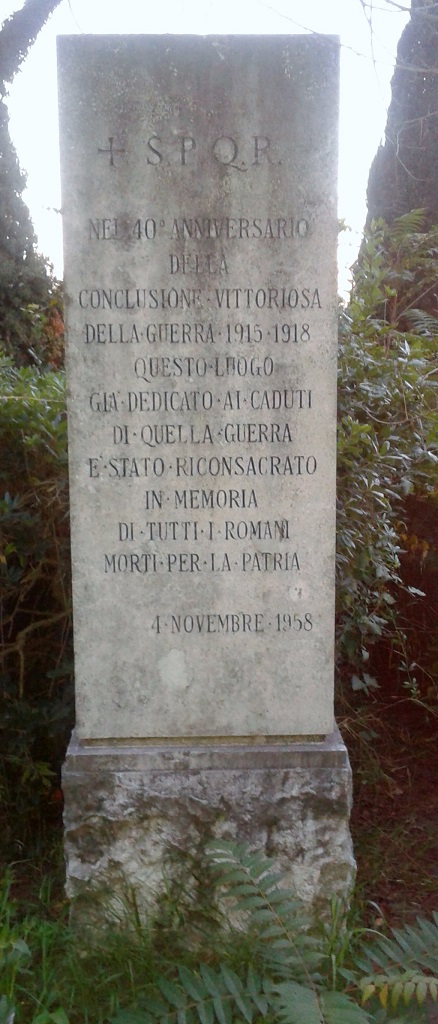 + S.P.Q.R.
NEL·40°·ANNIVERSARIO
DELLA
CONCLUSIONE·VITTORIOSA
DELLA·GUERRA·1915·1918
QUESTO·LUOGO
GIA'·DEDICATO·AI·CADUTI
DI·QUELLA·GUERRA
E'·STATO·RICONSACRATO
IN·MEMORIA
DI·TUTTI·I·ROMANI
MORTI·PER·LA·PATRIA
4·NOVEMBRE·1958